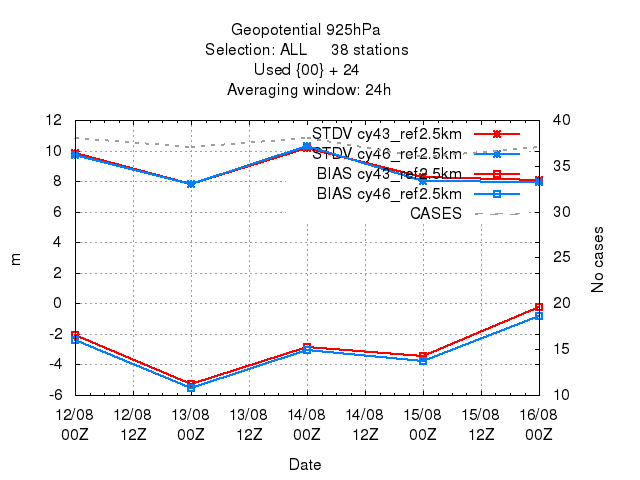 Geopotential 925hPa
Selection: ALL 38 stations
Used {00} + 24
Averaging window: 24h
12 40
STDV cy43_ref2.5km
10
STDV cy46_ref2.5km
35
BIAS cy43_ref2.5km
8
BIAS cy46_ref2.5km
6 30
CASES
4
m
2 25
No cases
0 20
-2
15
-4
-6 10
12/08 12/08 13/08 13/08 14/08 14/08 15/08 15/08 16/08
00Z 12Z 00Z 12Z 00Z 12Z 00Z 12Z 00Z
Date